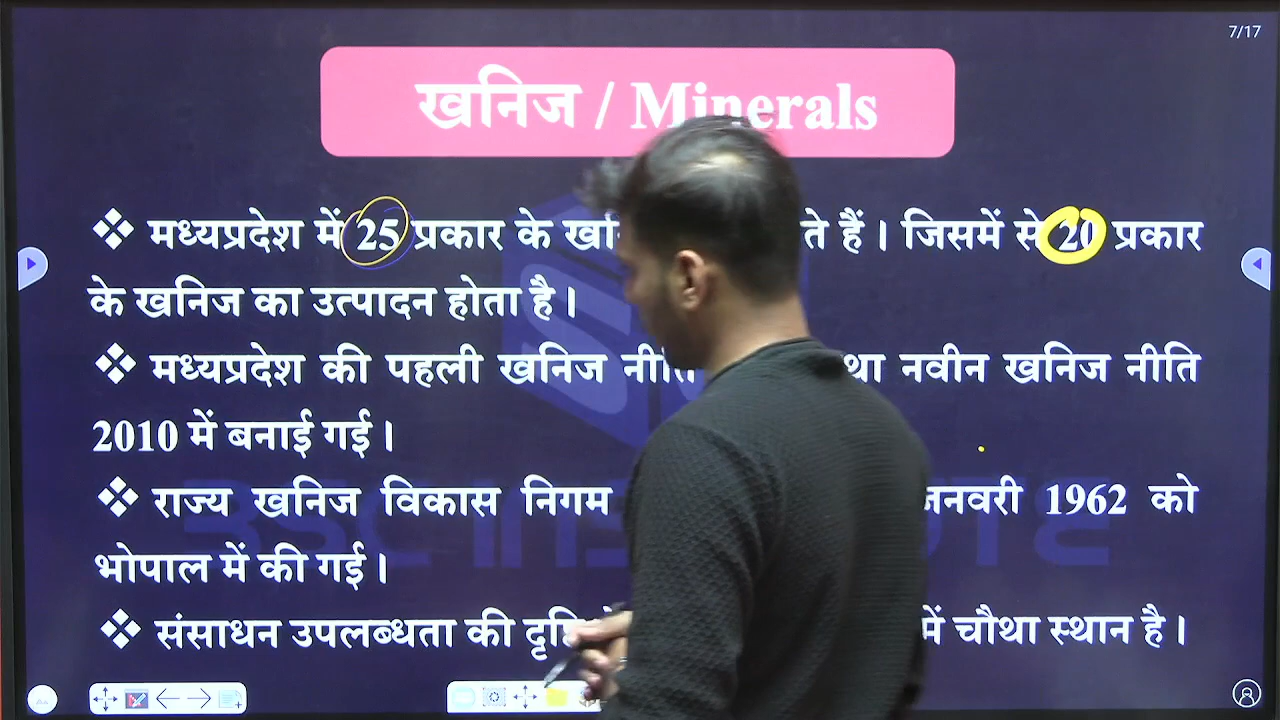 7/17
खनिज / Minerals
❖ मध्यप्रदेश में 25 प्रकार के हैं । जिसमें से 20 प्रकार
के खनिज का उत्पादन होता है ।
❖ मध्यप्रदेश की पहली खनिज नीति नवीन खनिज नीति
2010 में बनाई गई ।
❖ राज्य खनिज विकास निगम जनवरी 1962 को
भोपाल में की गई ।
❖ संसाधन उपलब्धता की में चौथा स्थान है ।